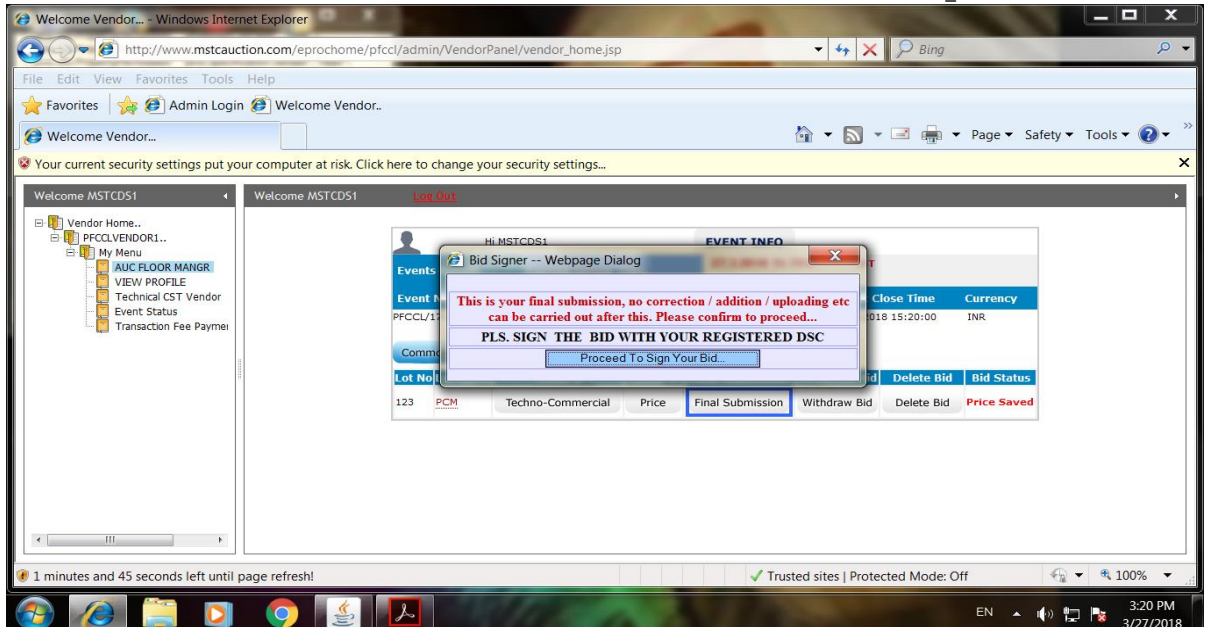 Welcome Vendor... - Windows Internet Explorer
http://www.mstcauction.com/eprochome/pfccl/admin/VendorPanel/vendor_home.jsp
Bing
File Edit View Favorites Tools Help
Favorites Admin Login Welcome Vendor..
Welcome Vendor...
Page Safety Tools
Your current security settings put your computer at risk. Click here to change your security settings...
Welcome MSTCDS1
Welcome MSTCDS1 Log Out
Vendor Home..
PFCCLVENDOR1..
My Menu
AUC FLOOR MANGR
VIEW PROFILE
Technical CST Vendor
Event Status
Transaction Fee Paymen
Hi MSTCDS1 EVENT INFO
Bid Signer -- Webpage Dialog
Events
This is your final submission, no correction / addition / uploading etc
can be carried out after this. Please confirm to proceed...
PLS. SIGN THE BID WITH YOUR REGISTERED DSC
Proceed To Sign Your Bid...
Event Close Time Currency
PFCCL/1 018 15:20:00 INR
Lot No Delete Bid Bid Status
123 PCM Techno-Commercial Price Final Submission Withdraw Bid Delete Bid Price Saved
1 minutes and 45 seconds left until page refresh!
Trusted sites | Protected Mode: Off
100%
EN
3:20 PM
3/27/2018